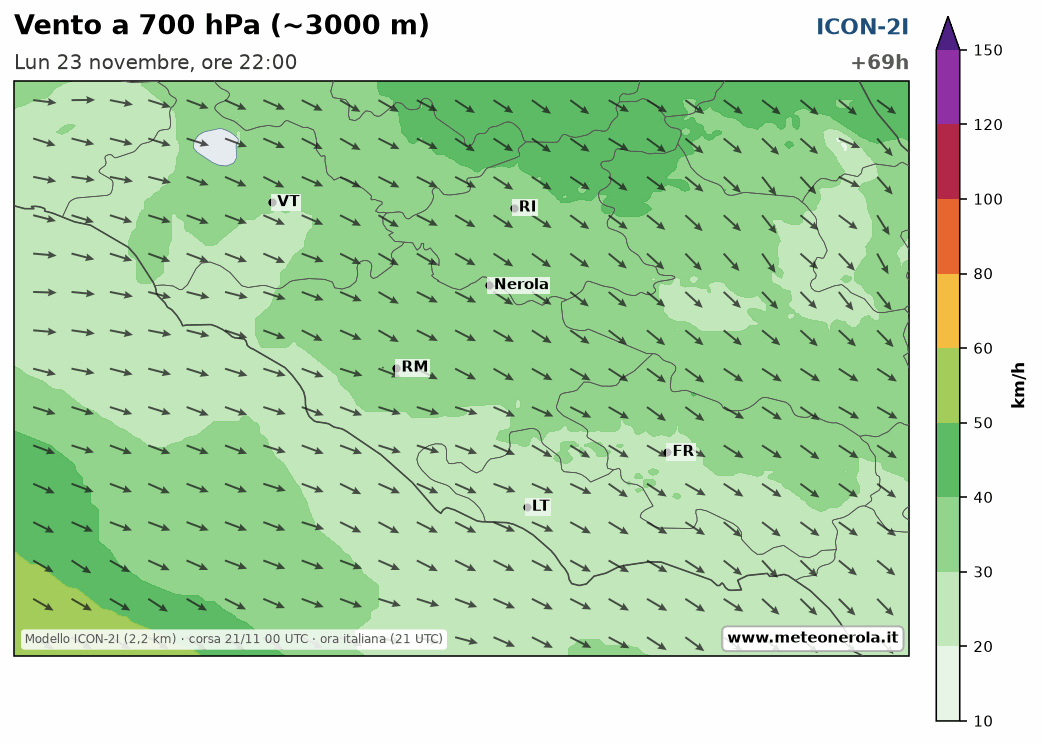 Vento a 700 hPa (~3000 m)
ICON-2I
Lun 23 novembre, ore 22:00
+69h
150
120
100
80
60
50
40
30
20
10
km/h
VT
RI
Nerola
RM
FR
LT
Modello ICON-2I (2,2 km) · corsa 21/11 00 UTC · ora italiana (21 UTC)
www.meteonerola.it